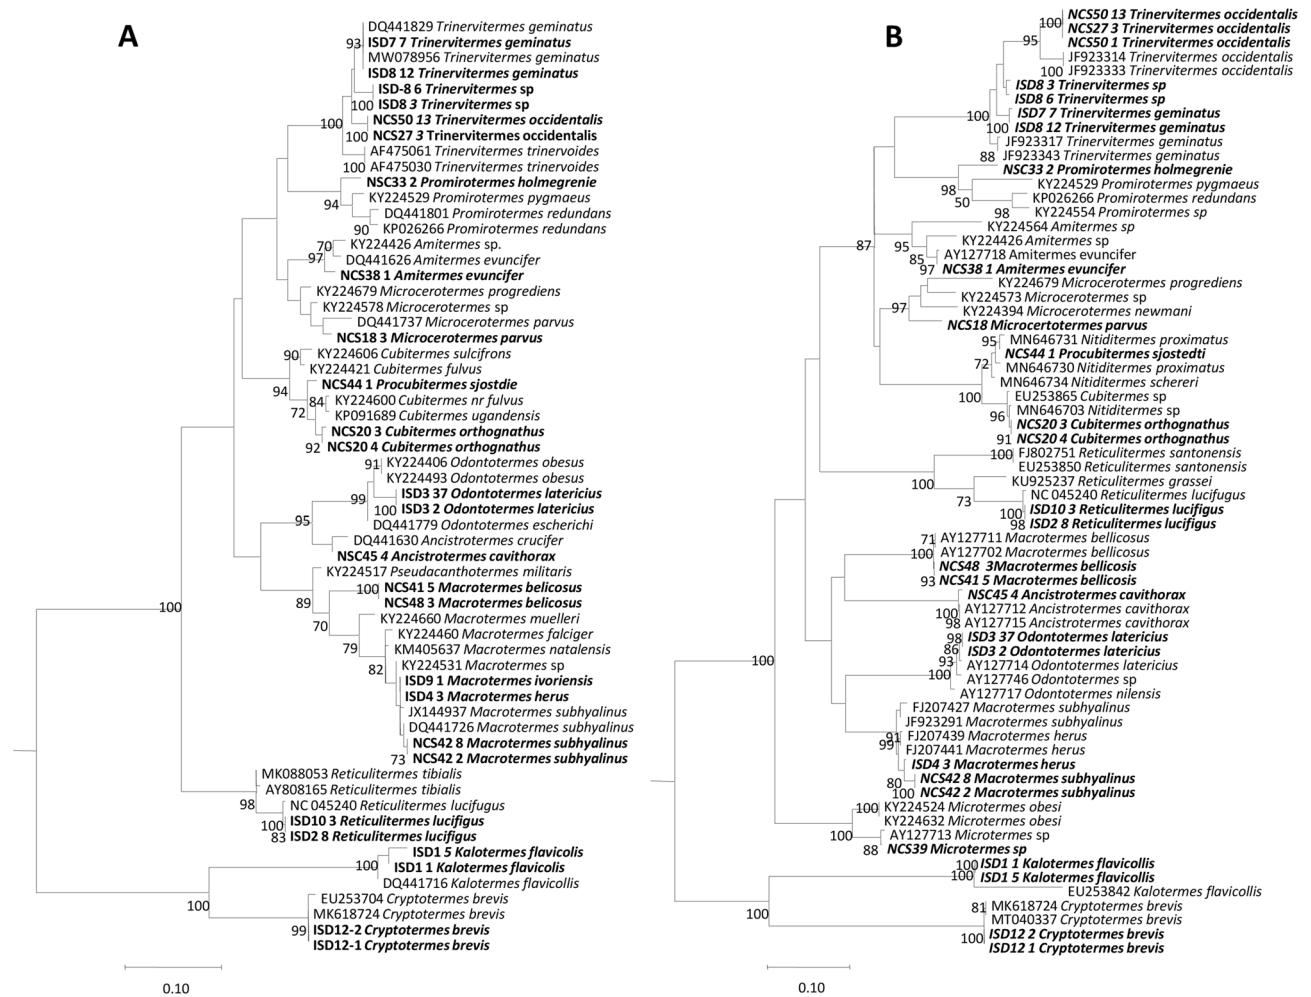 A
DQ441829 Trinervitermes geminatus
93
ISD7 7 Trinervitermes geminatus
MW078956 Trinervitermes geminatus
ISD8 12 Trinervitermes geminatus
ISD-8 6 Trinervitermes sp
100
ISD8 3 Trinervitermes sp
100
NCS50 13 Trinervitermes occidentalis
100
NCS27 3 Trinervitermes occidentalis
AF475061 Trinervitermes trinervoides
100
AF475030 Trinervitermes trinervoides
NSC33 2 Promirotermes holmegrenie
KY224529 Promirotermes pygmaeus
94
DQ441801 Promirotermes redundans
90
KP026266 Promirotermes redundans
70
KY224426 Amitermes sp.
97
DQ441626 Amitermes evuncifer
NCS38 1 Amitermes evuncifer
KY224679 Microcerotermes progrediens
KY224578 Microcerotermes sp
DQ441737 Microcerotermes parvus
NCS18 3 Microcerotermes parvus
90
KY224606 Cubitermes sulcifrons
KY224421 Cubitermes fulvus
94
NCS44 1 Procubitermes sjostdie
84
KY224600 Cubitermes nr fulvus
72
KP091689 Cubitermes ugandensis
NCS20 3 Cubitermes orthognathus
92
NCS20 4 Cubitermes orthognathus
91
KY224406 Odontotermes obesus
KY224493 Odontotermes obesus
99
ISD3 37 Odontotermes latericius
100
ISD3 2 Odontotermes latericius
95
DQ441779 Odontotermes escherichi
DQ441630 Ancistrotermes crucifer
NSC45 4 Ancistrotermes cavithorax
KY224517 Pseudacanthotermes militaris
100
NCS41 5 Macrotermes belicosus
89
NCS48 3 Macrotermes belicosus
100
70
KY224660 Macrotermes muelleri
KY224460 Macrotermes falciger
79
KM405637 Macrotermes natalensis
82
KY224531 Macrotermes sp
ISD9 1 Macrotermes ivoriensis
ISD4 3 Macrotermes herus
JX144937 Macrotermes subhyalinus
DQ441726 Macrotermes subhyalinus
NCS42 8 Macrotermes subhyalinus
73
NCS42 2 Macrotermes subhyalinus
MK088053 Reticulitermes tibialis
AY808165 Reticulitermes tibialis
98
NC 045240 Reticulitermes lucifugus
100
ISD10 3 Reticulitermes lucifigus
83
ISD2 8 Reticulitermes lucifigus
ISD1 5 Kalotermes flavicolis
100
ISD1 1 Kalotermes flavicolis
DQ441716 Kalotermes flavicollis
100
EU253704 Cryptotermes brevis
MK618724 Cryptotermes brevis
99
ISD12-2 Cryptotermes brevis
ISD12-1 Cryptotermes brevis
0.10
B
NCS50 13 Trinervitermes occidentalis
100
NCS27 3 Trinervitermes occidentalis
95
NCS50 1 Trinervitermes occidentalis
JF923314 Trinervitermes occidentalis
100
JF923333 Trinervitermes occidentalis
ISD8 3 Trinervitermes sp
ISD8 6 Trinervitermes sp
100
ISD7 7 Trinervitermes geminatus
100
ISD8 12 Trinervitermes geminatus
JF923317 Trinervitermes geminatus
88
JF923343 Trinervitermes geminatus
NSC33 2 Promirotermes holmegrenie
98
KY224529 Promirotermes pygmaeus
50
KP026266 Promirotermes redundans
98
KY224554 Promirotermes sp
KY224564 Amitermes sp
87
95
KY224426 Amitermes sp
85
AY127718 Amitermes evuncifer
97
NCS38 1 Amitermes evuncifer
KY224679 Microcerotermes progrediens
KY224573 Microcerotermes sp
97
KY224394 Microcerotermes newmani
NCS18 Microcertotermes parvus
95
MN646731 Nitiditermes proximatus
NCS44 1 Procubitermes sjostedti
72
MN646730 Nitiditermes proximatus
MN646734 Nitiditermes schereri
100
EU253865 Cubitermes sp
96
MN646703 Nitiditermes sp
NCS20 3 Cubitermes orthognathus
91
NCS20 4 Cubitermes orthognathus
100
FJ802751 Reticulitermes santonensis
EU253850 Reticulitermes santonensis
100
KU925237 Reticulitermes grassei
73
NC 045240 Reticulitermes lucifugus
100
ISD10 3 Reticulitermes lucifigus
98
ISD2 8 Reticulitermes lucifigus
71
AY127711 Macrotermes bellicosus
100
AY127702 Macrotermes bellicosus
NCS48 3Macrotermes bellicosis
93
NCS41 5 Macrotermes bellicosis
NSC45 4 Ancistrotermes cavithorax
100
AY127712 Ancistrotermes cavithorax
98
AY127715 Ancistrotermes cavithorax
98
ISD3 37 Odontotermes latericius
86
ISD3 2 Odontotermes latericius
93
AY127714 Odontotermes latericius
100
100
AY127746 Odontotermes sp
AY127717 Odontotermes nilensis
FJ207427 Macrotermes subhyalinus
JF923291 Macrotermes subhyalinus
91
FJ207439 Macrotermes herus
99
FJ207441 Macrotermes herus
ISD4 3 Macrotermes herus
80
NCS42 8 Macrotermes subhyalinus
100
NCS42 2 Macrotermes subhyalinus
100
KY224524 Microtermes obesi
KY224632 Microtermes obesi
100
AY127713 Microtermes sp
88
NCS39 Microtermes sp
100
ISD1 1 Kalotermes flavicollis
100
ISD1 5 Kalotermes flavicollis
EU253842 Kalotermes flavicollis
100
81
MK618724 Cryptotermes brevis
MT040337 Cryptotermes brevis
100
ISD12 2 Cryptotermes brevis
ISD12 1 Cryptotermes brevis
0.10